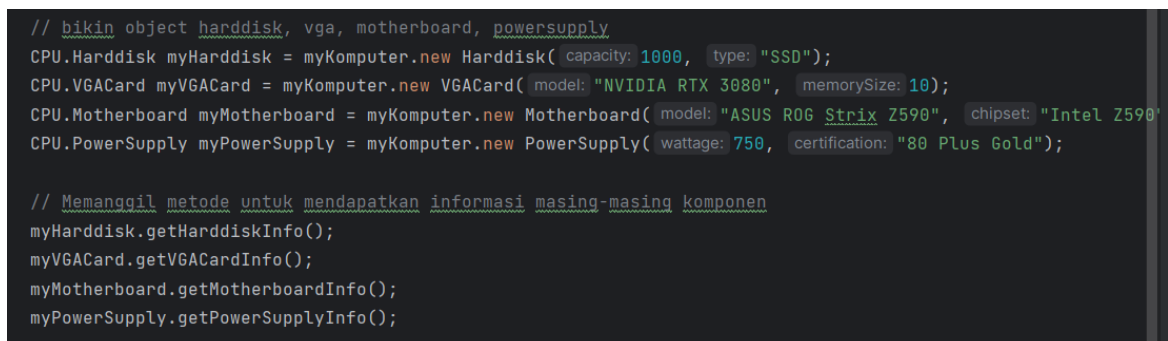 // bikin object harddisk, vga, motherboard, powersupply
CPU.Harddisk myHarddisk = myKomputer.new Harddisk( capacity: 1000, type: "SSD");
CPU.VGACard myVGACard = myKomputer.new VGACard( model: "NVIDIA RTX 3080", memorySize: 10);
CPU.Motherboard myMotherboard = myKomputer.new Motherboard( model: "ASUS ROG Strix Z590", chipset: "Intel Z590"
CPU.PowerSupply myPowerSupply = myKomputer.new PowerSupply( wattage: 750, certification: "80 Plus Gold");
// Memanggil metode untuk mendapatkan informasi masing-masing komponen
myHarddisk.getHarddiskInfo();
myVGACard.getVGACardInfo();
myMotherboard.getMotherboardInfo();
myPowerSupply.getPowerSupplyInfo();